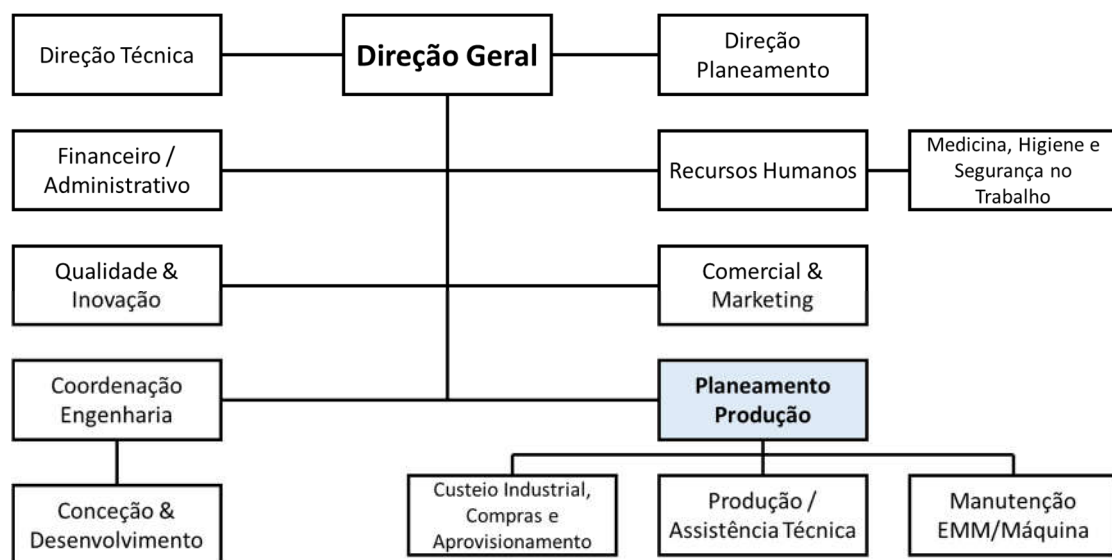 Direção Técnica
Direção Geral
Direção
Planeamento
Financeiro /
Administrativo
Recursos Humanos
Medicina, Higiene e
Segurança no
Trabalho
Qualidade &
Inovação
Comercial &
Marketing
Coordenação
Engenharia
Planeamento
Produção
Conceção &
Desenvolvimento
Custeio Industrial,
Compras e
Aprovisionamento
Produção /
Assistência Técnica
Manutenção
EMM/Máquina